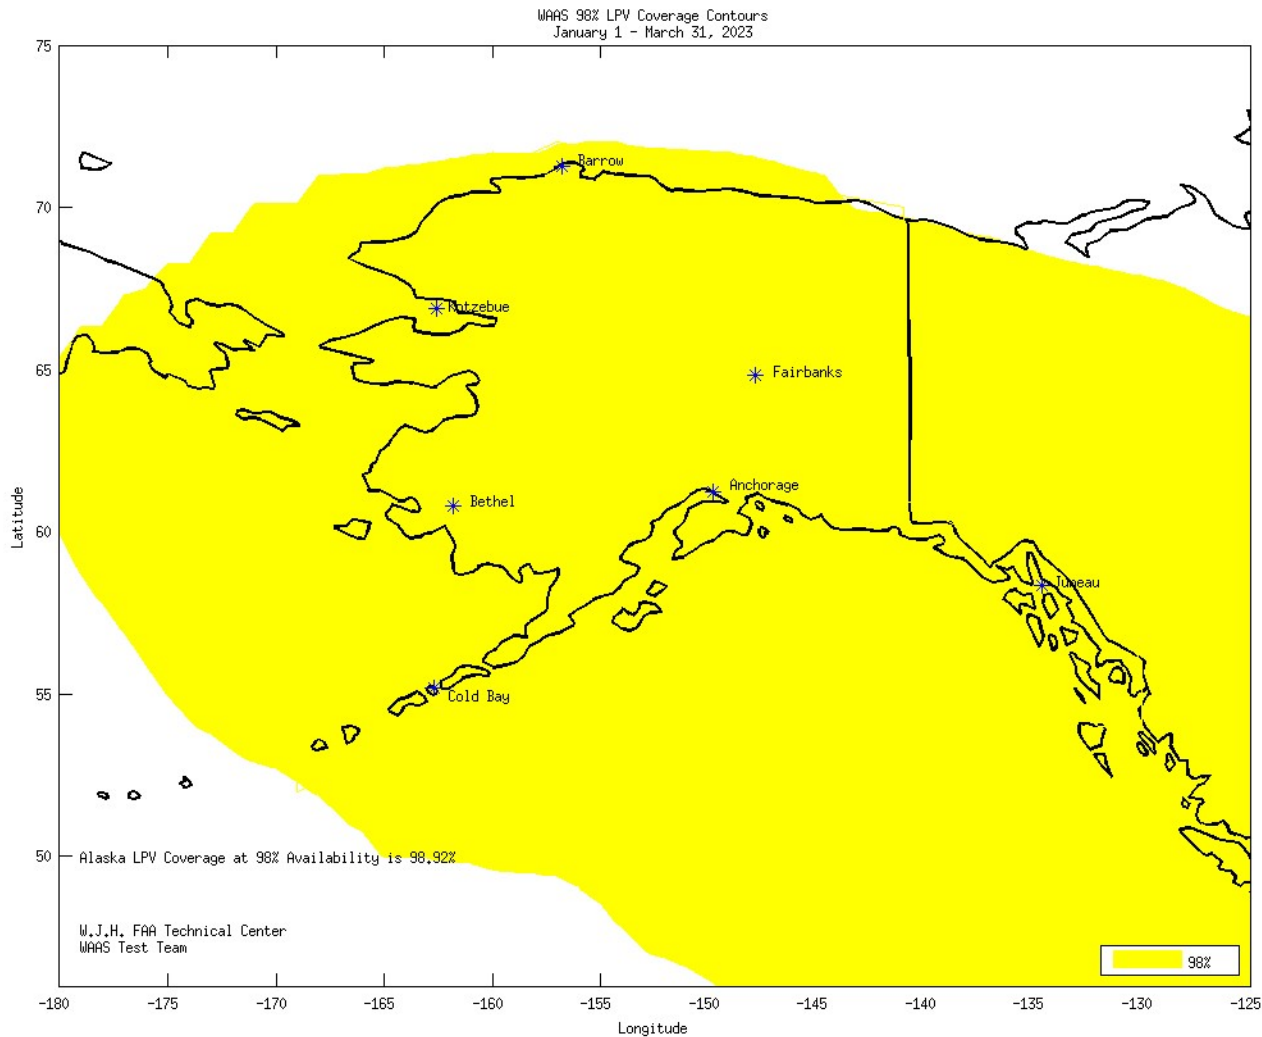 WAAS 98% LPV Coverage Contours
January 1 - March 31, 2023
75
70
65
60
55
50
Latitude
Barrow
Kotzebue
Fairbanks
Bethel
Anchorage
Juneau
Cold Bay
Alaska LPV Coverage at 98% Availability is 98.92%
W.J.H. FAA Technical Center
WAAS Test Team
98%
-180 -175 -170 -165 -160 -155 -150 -145 -140 -135 -130 -125
Longitude